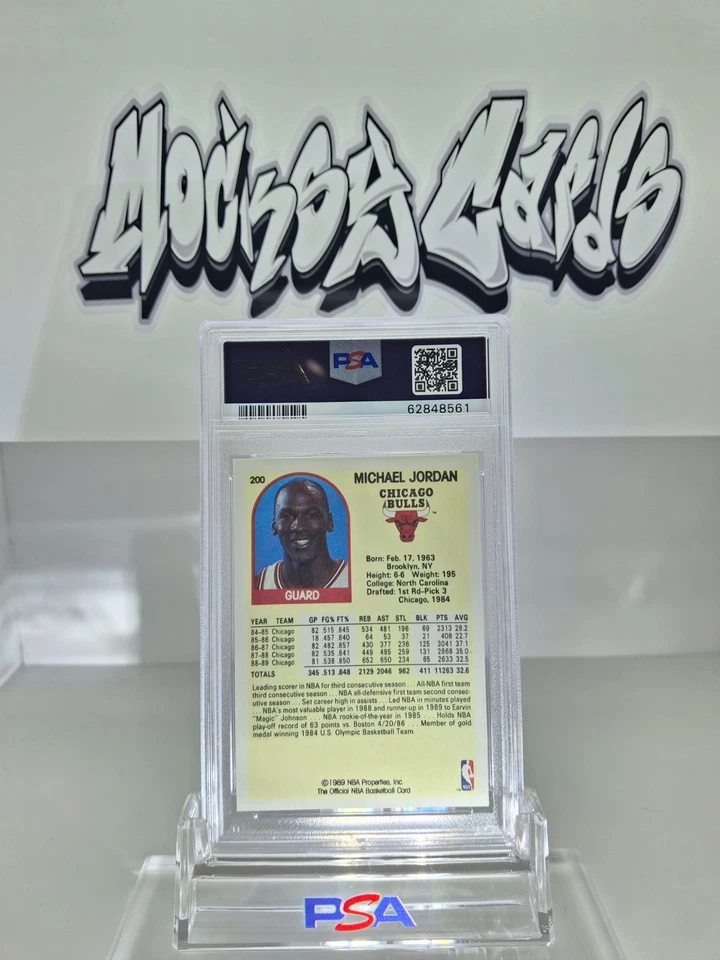 Mocksy Cards
PSA
PSA
62848561
200
MICHAEL JORDAN
CHICAGO
BULLS™
GUARD
Born: Feb. 17, 1963
Brooklyn, NY
Height: 6-6 Weight: 195
College: North Carolina
Drafted: 1st Rd-Pick 3
Chicago, 1984
YEAR TEAM GP FG% FT% REB AST STL BLK PTS AVG
84-85 Chicago 82 .515 .845 534 481 196 69 2313 28.2
85-86 Chicago 18 .457 .840 64 53 37 21 408 22.7
86-87 Chicago 82 .482 .857 430 377 236 125 3041 37.1
87-88 Chicago 82 .535 .841 449 485 259 131 2868 35.0
88-89 Chicago 81 .538 .850 652 650 234 65 2633 32.5
TOTALS 345 .513 .848 2129 2046 962 411 11263 32.6
Leading scorer in NBA for third consecutive season . . . All-NBA first team
third consecutive season . . . NBA all-defensive first team second consec-
utive season . . . Set career high in assists . . . Led NBA in minutes played
. . . NBA's most valuable player in 1988 and runner-up in 1989 to Earvin
"Magic" Johnson . . . NBA rookie-of-the-year in 1985 . . . Holds NBA
play-off record of 63 points vs. Boston 4/20/86 . . . Member of gold
medal winning 1984 U.S. Olympic Basketball Team.
©1989 NBA Properties, Inc.
The Official NBA Basketball Card
™ NBA
PSA